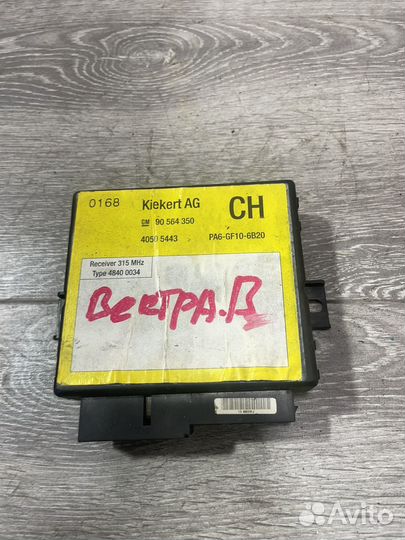 0168 Kiekert AG CH
GM 90 564 350
4050 5443 PA6-GF10-6B20
Receiver 315 MHz
Type 4840 0034
Вектра.В
Avito